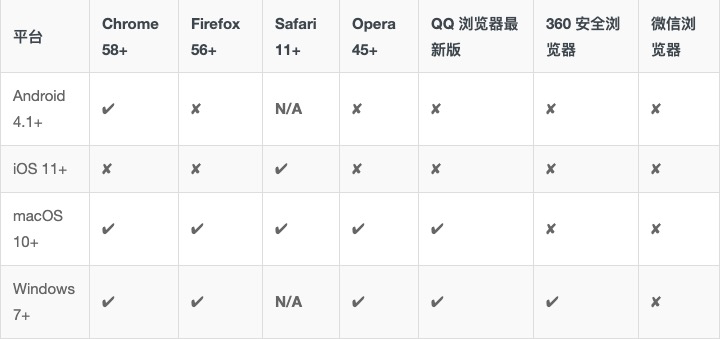 平台 Chrome 58+ Firefox 56+ Safari 11+ Opera 45+ QQ 浏览器最新版 360 安全浏览器 微信浏览器
Android 4.1+ ✔ ✘ N/A ✘ ✘ ✘ ✘
iOS 11+ ✘ ✘ ✔ ✘ ✘ ✘ ✘
macOS 10+ ✔ ✔ ✔ ✔ ✔ ✘ ✘
Windows 7+ ✔ ✔ N/A ✔ ✔ ✔ ✘